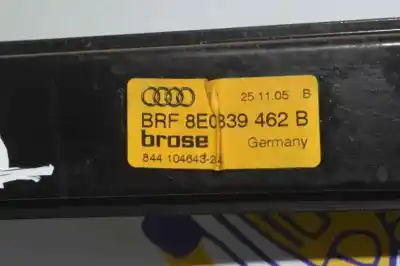 25 11.05 B
BRF 8E0839 462 B
brose Germany
844 104643-24